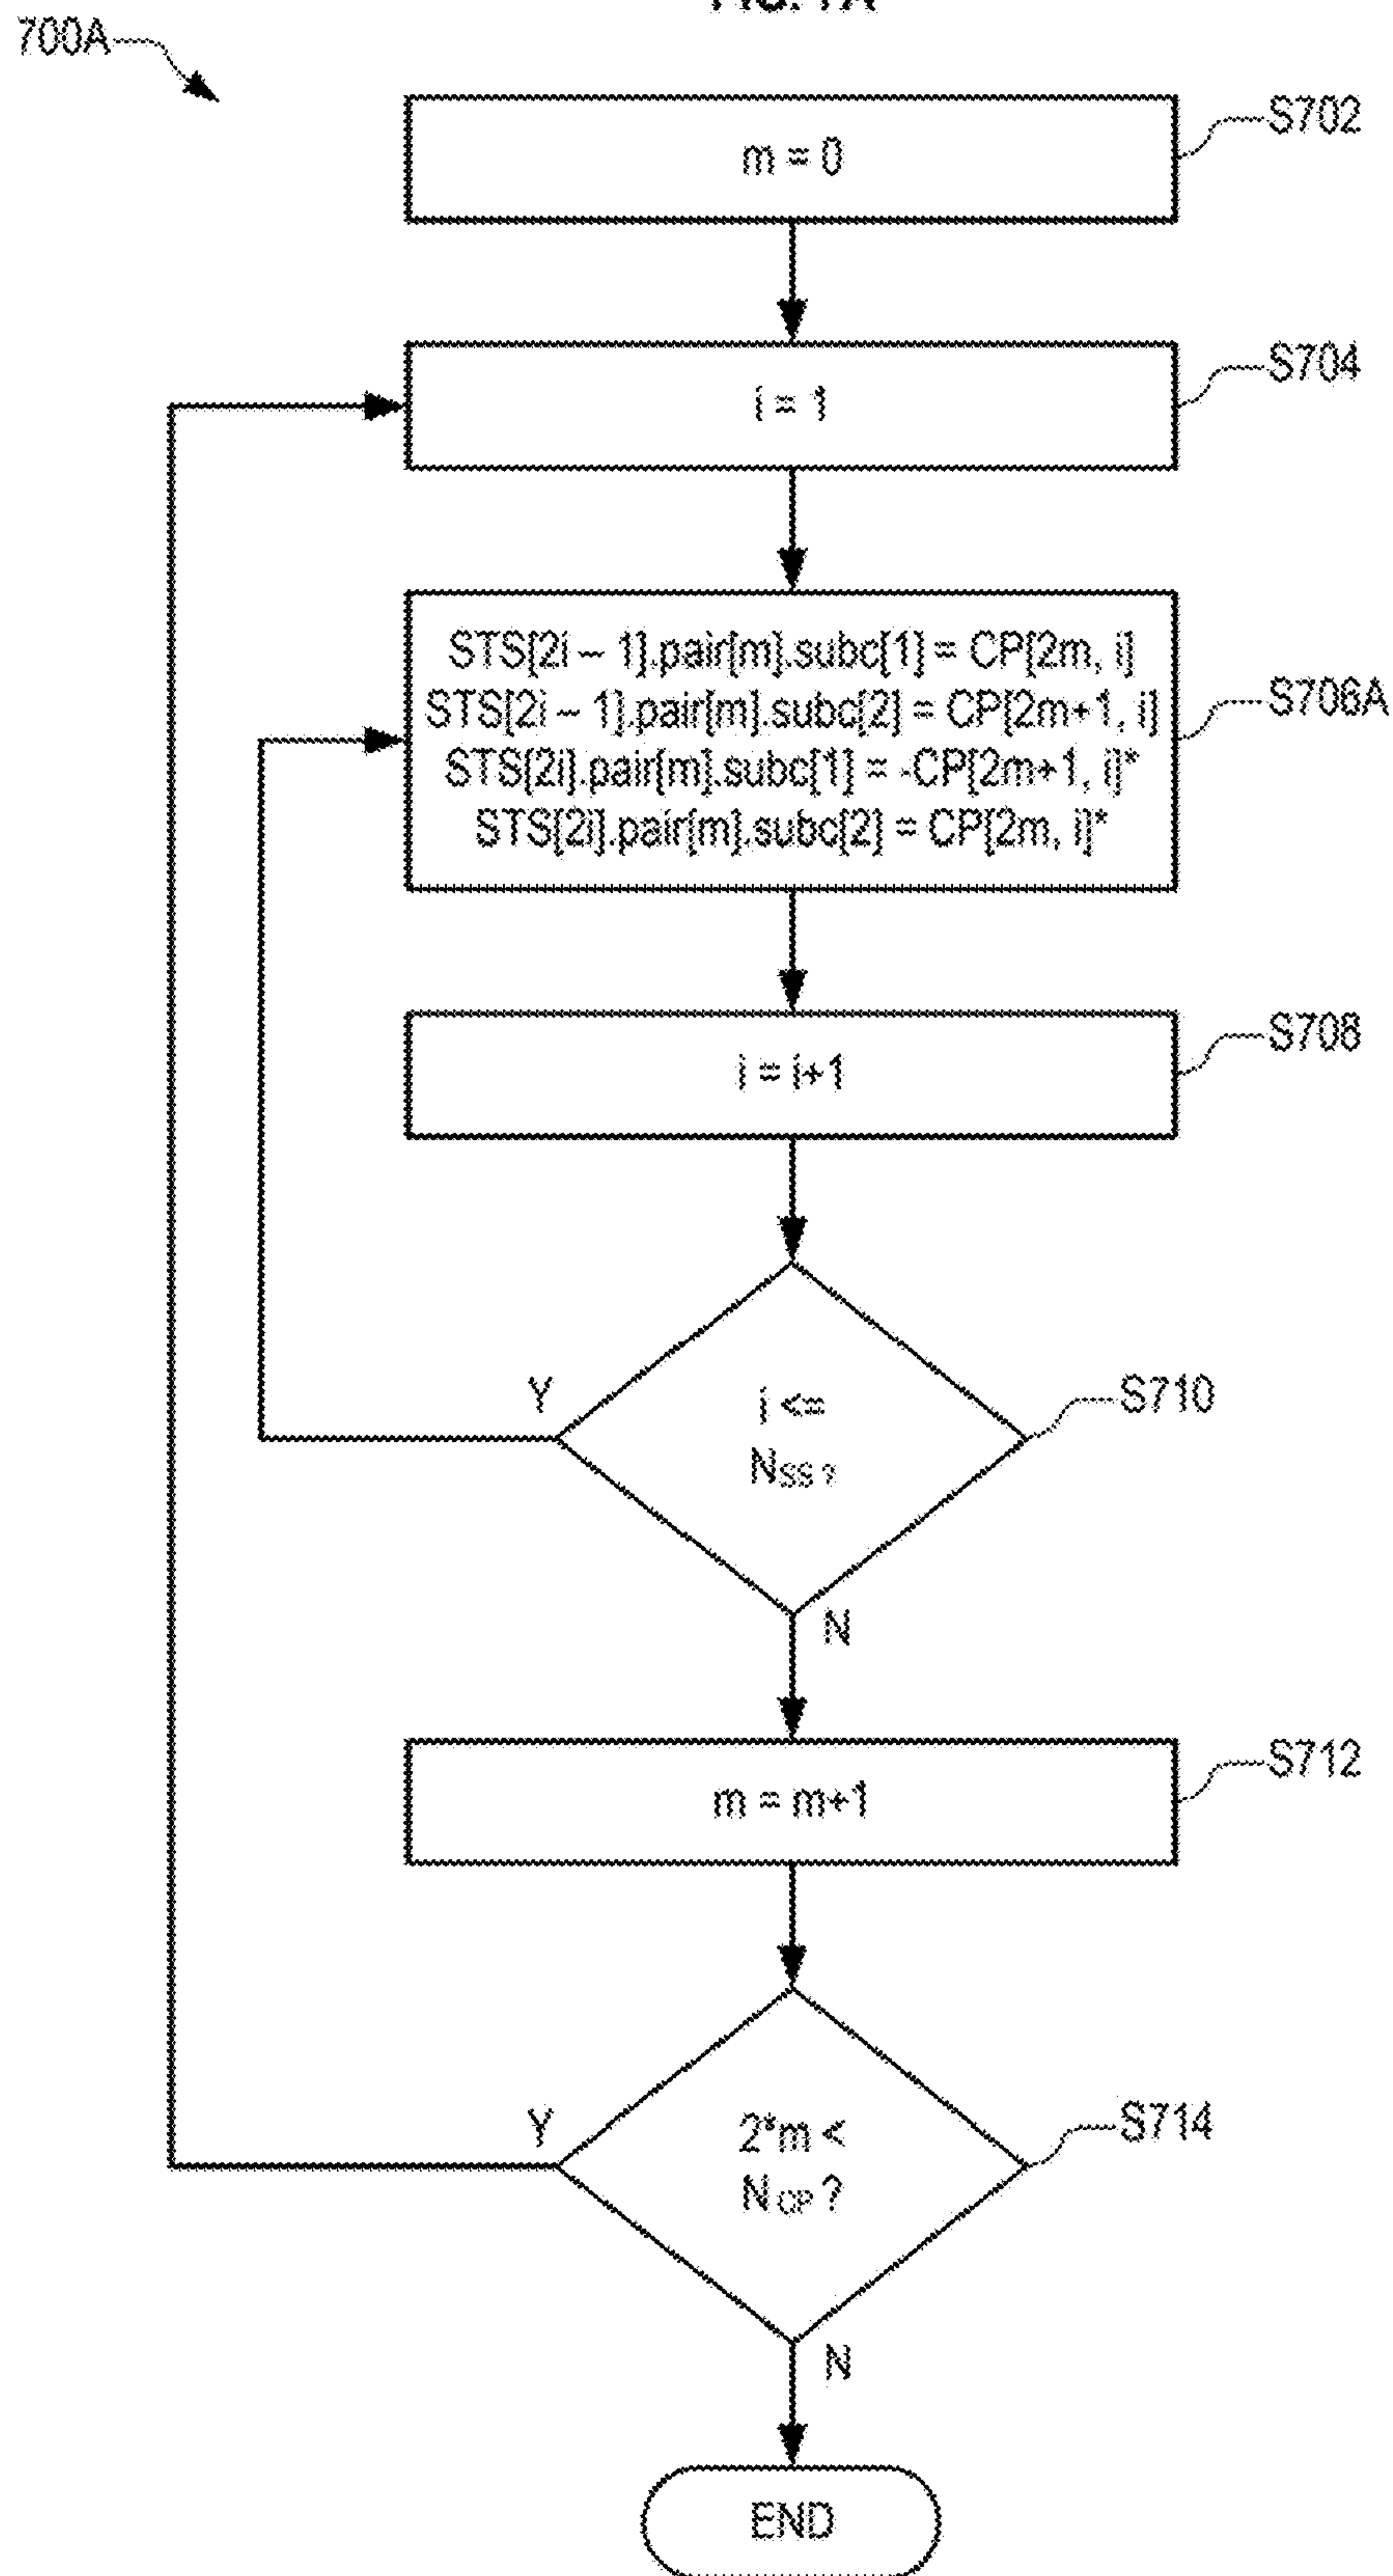 FIG. 7A
700A
m = 0
S702
i = 1
S704
STS[2i – 1].pair[m].subc[1] = CP[2m, i]
STS[2i – 1].pair[m].subc[2] = CP[2m+1, i]
STS[2i].pair[m].subc[1] = -CP[2m+1, i]*
STS[2i].pair[m].subc[2] = CP[2m, i]*
S706A
i = i+1
S708
Y
i <=
NSS ?
S710
N
m = m+1
S712
Y
2*m <
NCP ?
S714
N
END